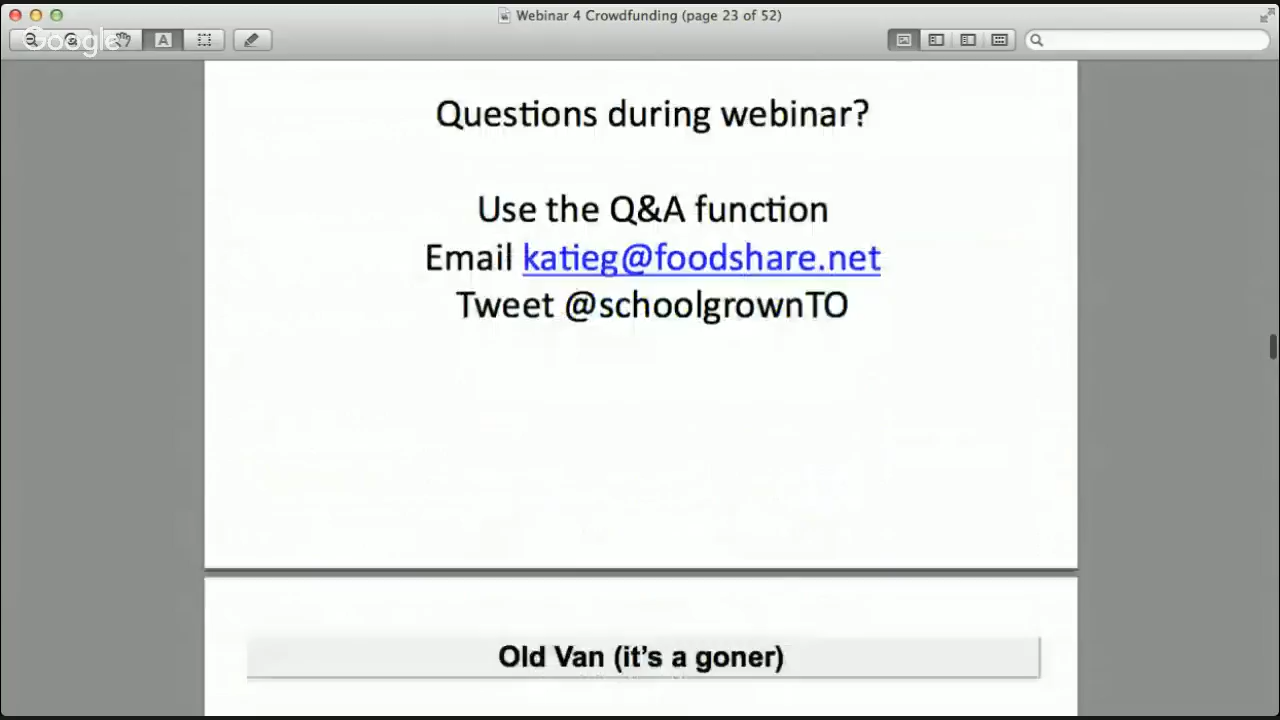 Webinar 4 Crowdfunding (page 23 of 52)
Google
A
Questions during webinar?
Use the Q&A function
Email katieg@foodshare.net
Tweet @schoolgrownTO
Old Van (it's a goner)